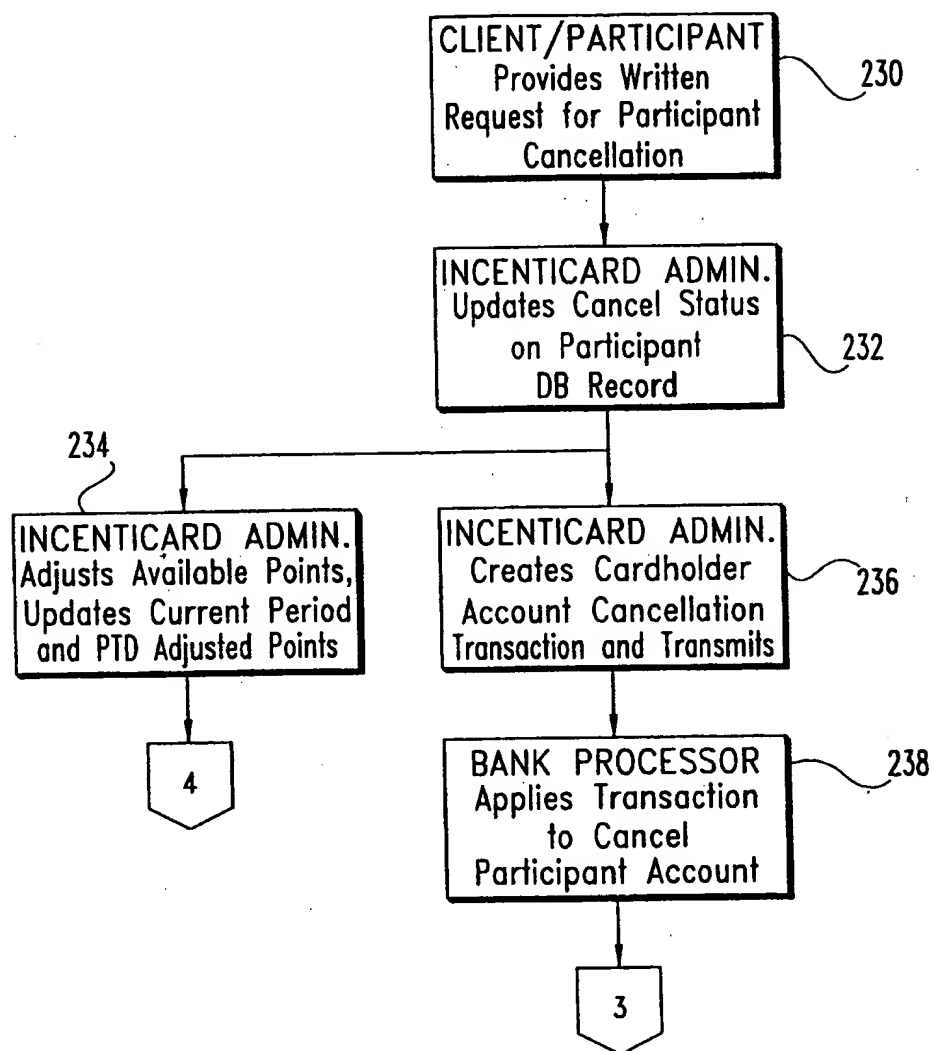 CLIENT/PARTICIPANT
Provides Written
Request for Participant
Cancellation
230
INCENTICARD ADMIN.
Updates Cancel Status
on Participant
DB Record
232
234
INCENTICARD ADMIN.
Adjusts Available Points,
Updates Current Period
and PTD Adjusted Points
INCENTICARD ADMIN.
Creates Cardholder
Account Cancellation
Transaction and Transmits
236
4
BANK PROCESSOR
Applies Transaction
to Cancel
Participant Account
238
3